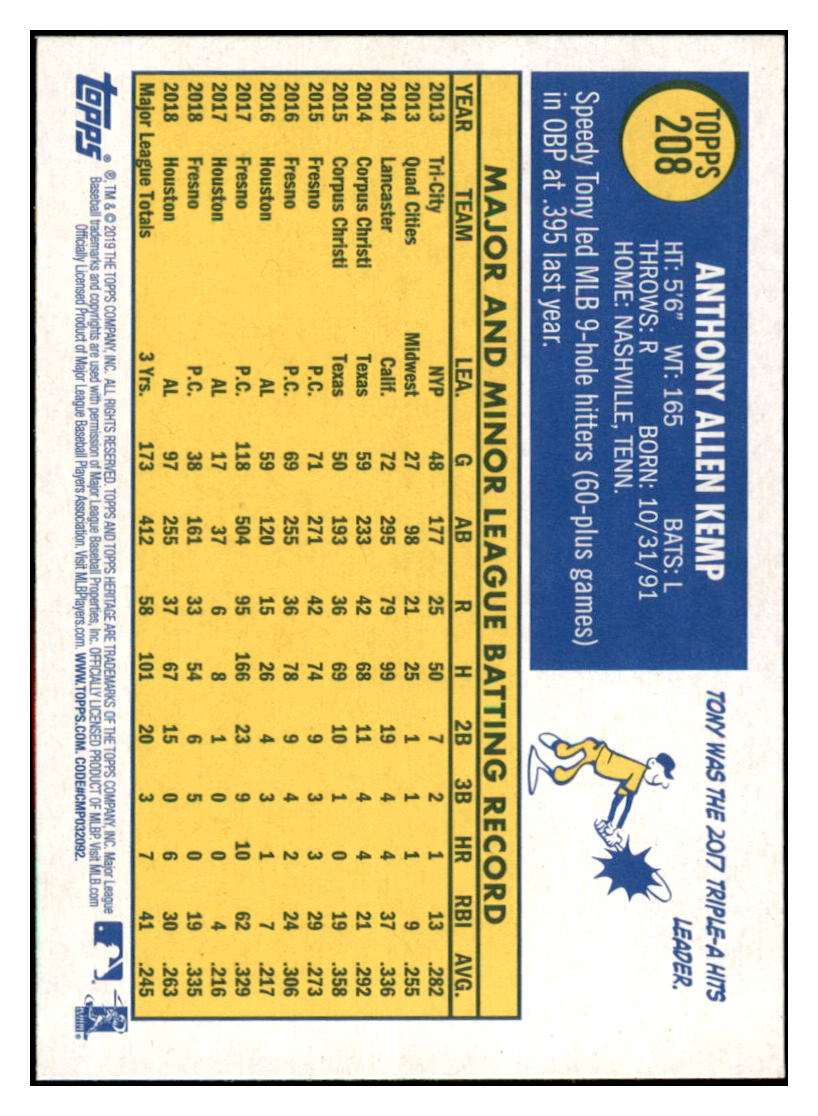 TOPPS
208
ANTHONY ALLEN KEMP
HT: 5'6" WT: 165 BATS: L
THROWS: R BORN: 10/31/91
HOME: NASHVILLE, TENN.
Speedy Tony led MLB 9-hole hitters (60-plus games)
in OBP at .395 last year.
TONY WAS THE 2017 TRIPLE-A HITS
LEADER.
MAJOR AND MINOR LEAGUE BATTING RECORD
YEAR TEAM LEA. G AB R H 2B 3B HR RBI AVG.
2013 Tri-City NYP 48 177 25 50 7 2 1 13 .282
2013 Quad Cities Midwest 27 98 21 25 1 1 1 9 .255
2014 Lancaster Calif. 72 295 79 99 19 4 4 37 .336
2014 Corpus Christi Texas 59 233 42 68 11 4 4 21 .292
2015 Corpus Christi Texas 50 193 36 69 10 1 0 19 .358
2015 Fresno P.C. 71 271 42 74 9 3 3 29 .273
2016 Fresno P.C. 69 255 36 78 9 4 2 24 .306
2016 Houston AL 59 120 15 26 4 3 1 7 .217
2017 Fresno P.C. 118 504 95 166 23 9 10 62 .329
2017 Houston AL 17 37 6 8 1 0 0 4 .216
2018 Fresno P.C. 38 161 33 54 6 5 0 19 .335
2018 Houston AL 97 255 37 67 15 0 6 30 .263
Major League Totals 3 Yrs. 173 412 58 101 20 3 7 41 .245
topps ® ®, TM & © 2019 THE TOPPS COMPANY, INC. ALL RIGHTS RESERVED. TOPPS AND TOPPS HERITAGE ARE TRADEMARKS OF THE TOPPS COMPANY, INC. Major League
Baseball trademarks and copyrights are used with permission of Major League Baseball Properties, Inc. OFFICIALLY LICENSED PRODUCT OF MLBP. Visit MLB.com
Officially Licensed Product of Major League Baseball Players Association. Visit MLBPlayers.com. WWW.TOPPS.COM. CODE#CMP032092.